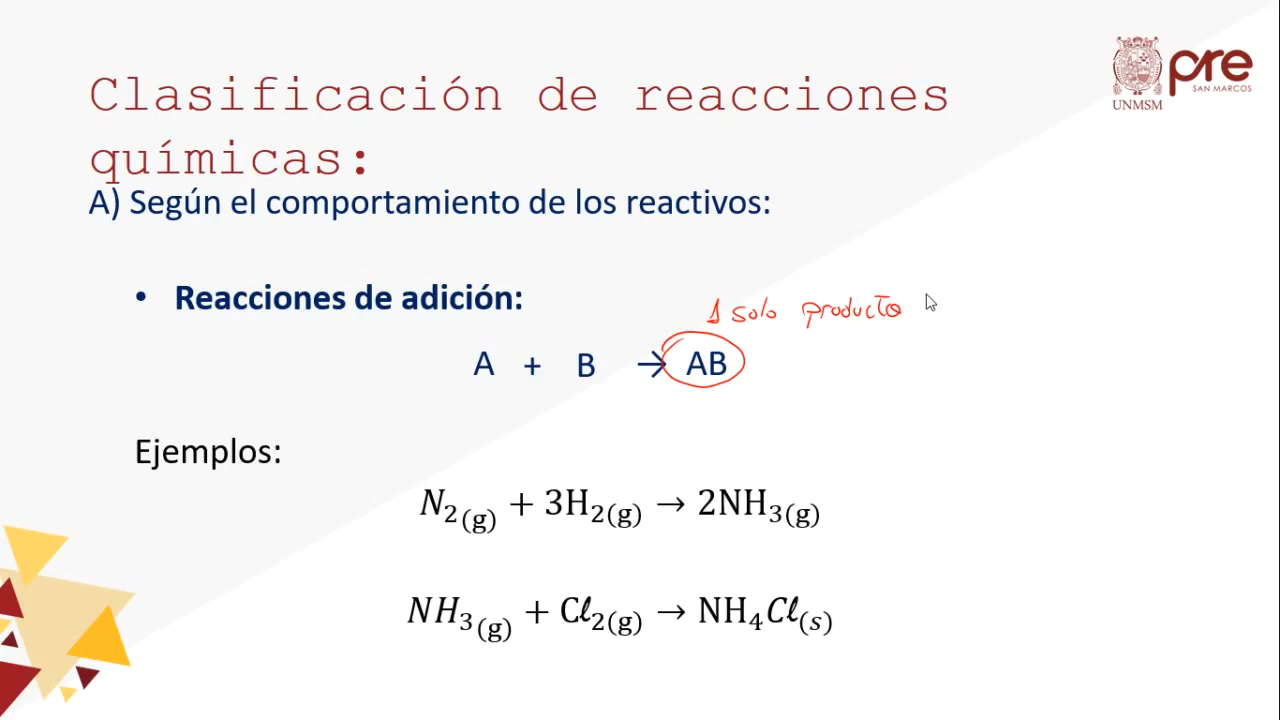 Clasificación de reacciones
químicas:
pre
SAN MARCOS
UNMSM
A) Según el comportamiento de los reactivos:
• Reacciones de adición:
1 solo producto
A + B → AB
Ejemplos:
N₂(g) + 3H₂(g) → 2NH₃(g)
NH₃(g) + Cℓ₂(g) → NH₄Cℓ(s)